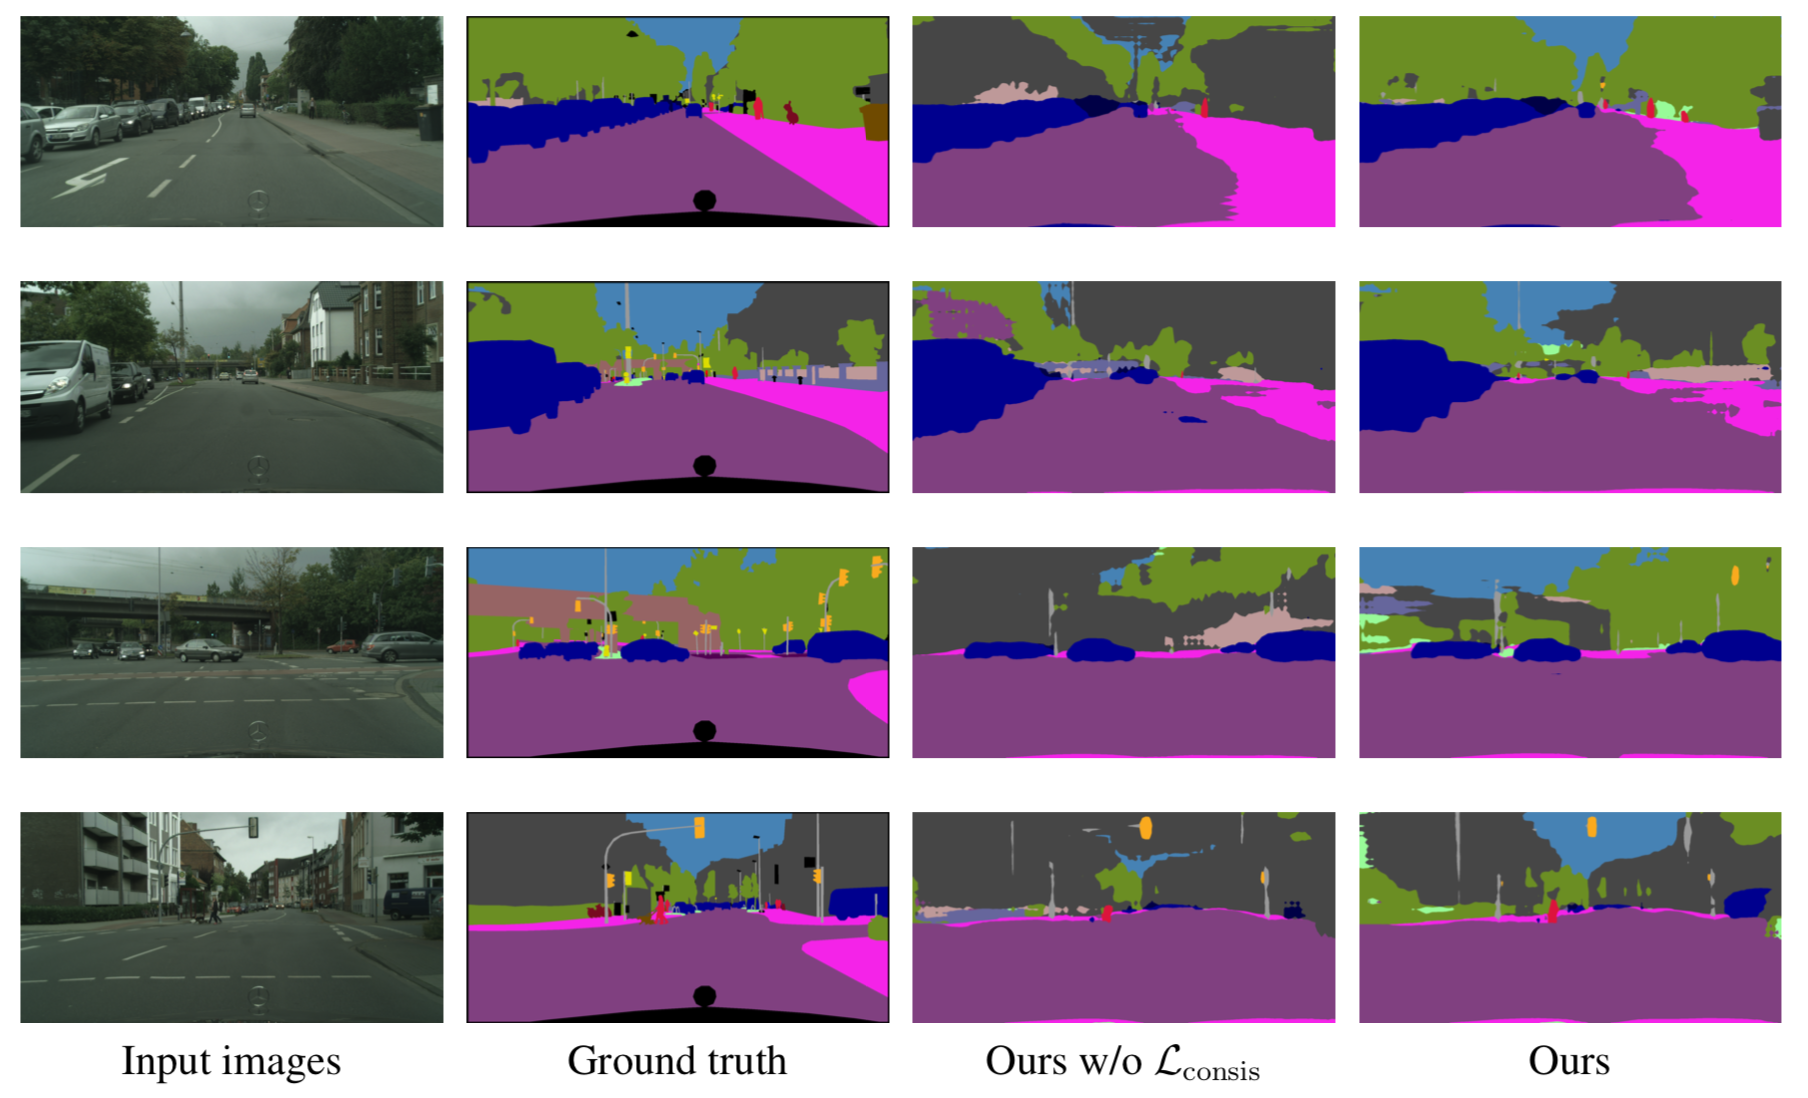 Input images
Ground truth
Ours w/o ℒconsis
Ours